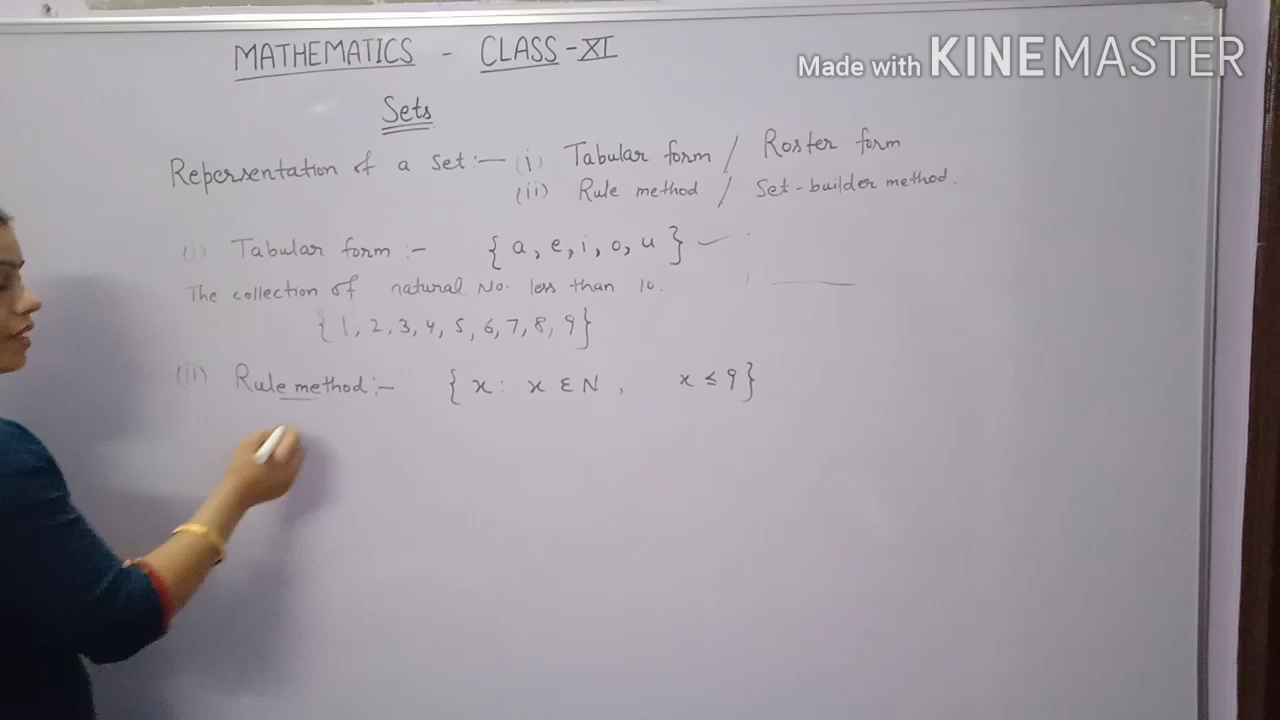 MATHEMATICS - CLASS-XI
Made with KINEMASTER
Sets
Repersentation of a set:— (i) Tabular form / Roster form
(ii) Rule method / Set-builder method.
(i) Tabular form :- { a, e, i, o, u }
The collection of natural No. less than 10.
{ 1, 2, 3, 4, 5, 6, 7, 8, 9 }
(ii) Rule method :- { x : x ∈ N , x ≤ 9 }